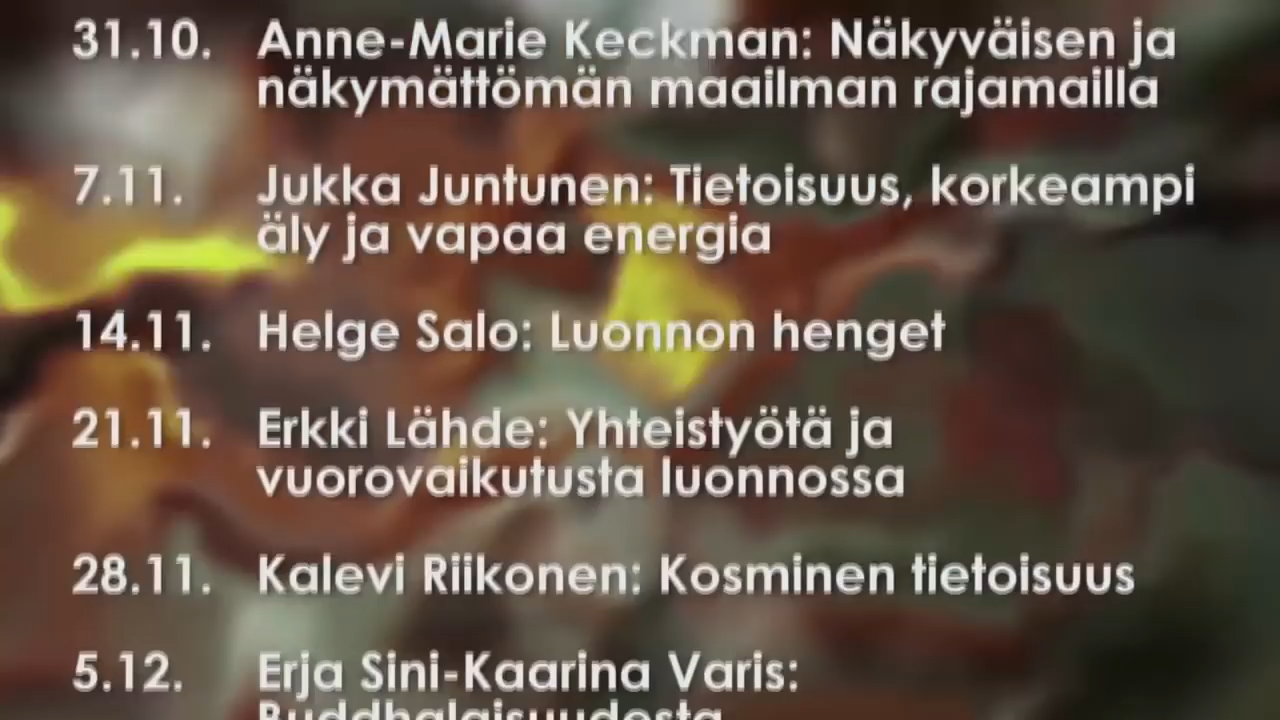 31.10. Anne-Marie Keckman: Näkyväisen ja
näkymättömän maailman rajamailla
7.11. Jukka Juntunen: Tietoisuus, korkeampi
äly ja vapaa energia
14.11. Helge Salo: Luonnon henget
21.11. Erkki Lähde: Yhteistyötä ja
vuorovaikutusta luonnossa
28.11. Kalevi Riikonen: Kosminen tietoisuus
5.12. Erja Sini-Kaarina Varis:
Buddhalaisuudesta